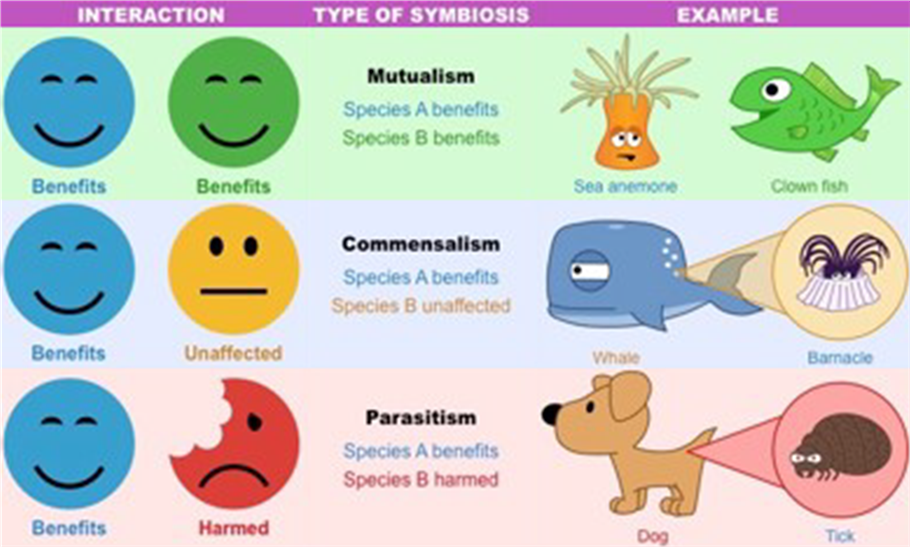 INTERACTION TYPE OF SYMBIOSIS EXAMPLE
Mutualism
Species A benefits
Species B benefits
Benefits Benefits Sea anemone Clown fish
Commensalism
Species A benefits
Species B unaffected
Benefits Unaffected Whale Barnacle
Parasitism
Species A benefits
Species B harmed
Benefits Harmed Dog Tick